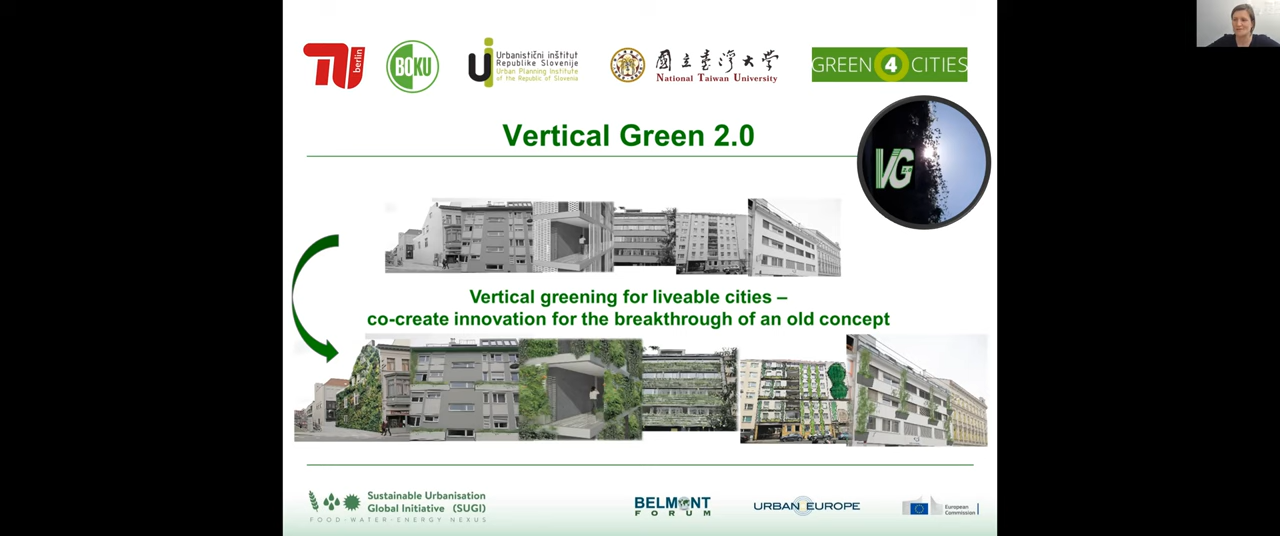 berlin
BOKU
Urbanistični inštitut
Republike Slovenije
Urban Planning Institute
of the Republic of Slovenia
國立臺灣大學
National Taiwan University
GREEN 4 CITIES
Vertical Green 2.0
VG
2.0
Vertical greening for liveable cities –
co-create innovation for the breakthrough of an old concept
Sustainable Urbanisation
Global Initiative (SUGI)
FOOD-WATER-ENERGY NEXUS
BELMONT
FORUM
URBAN EUROPE
European
Commission